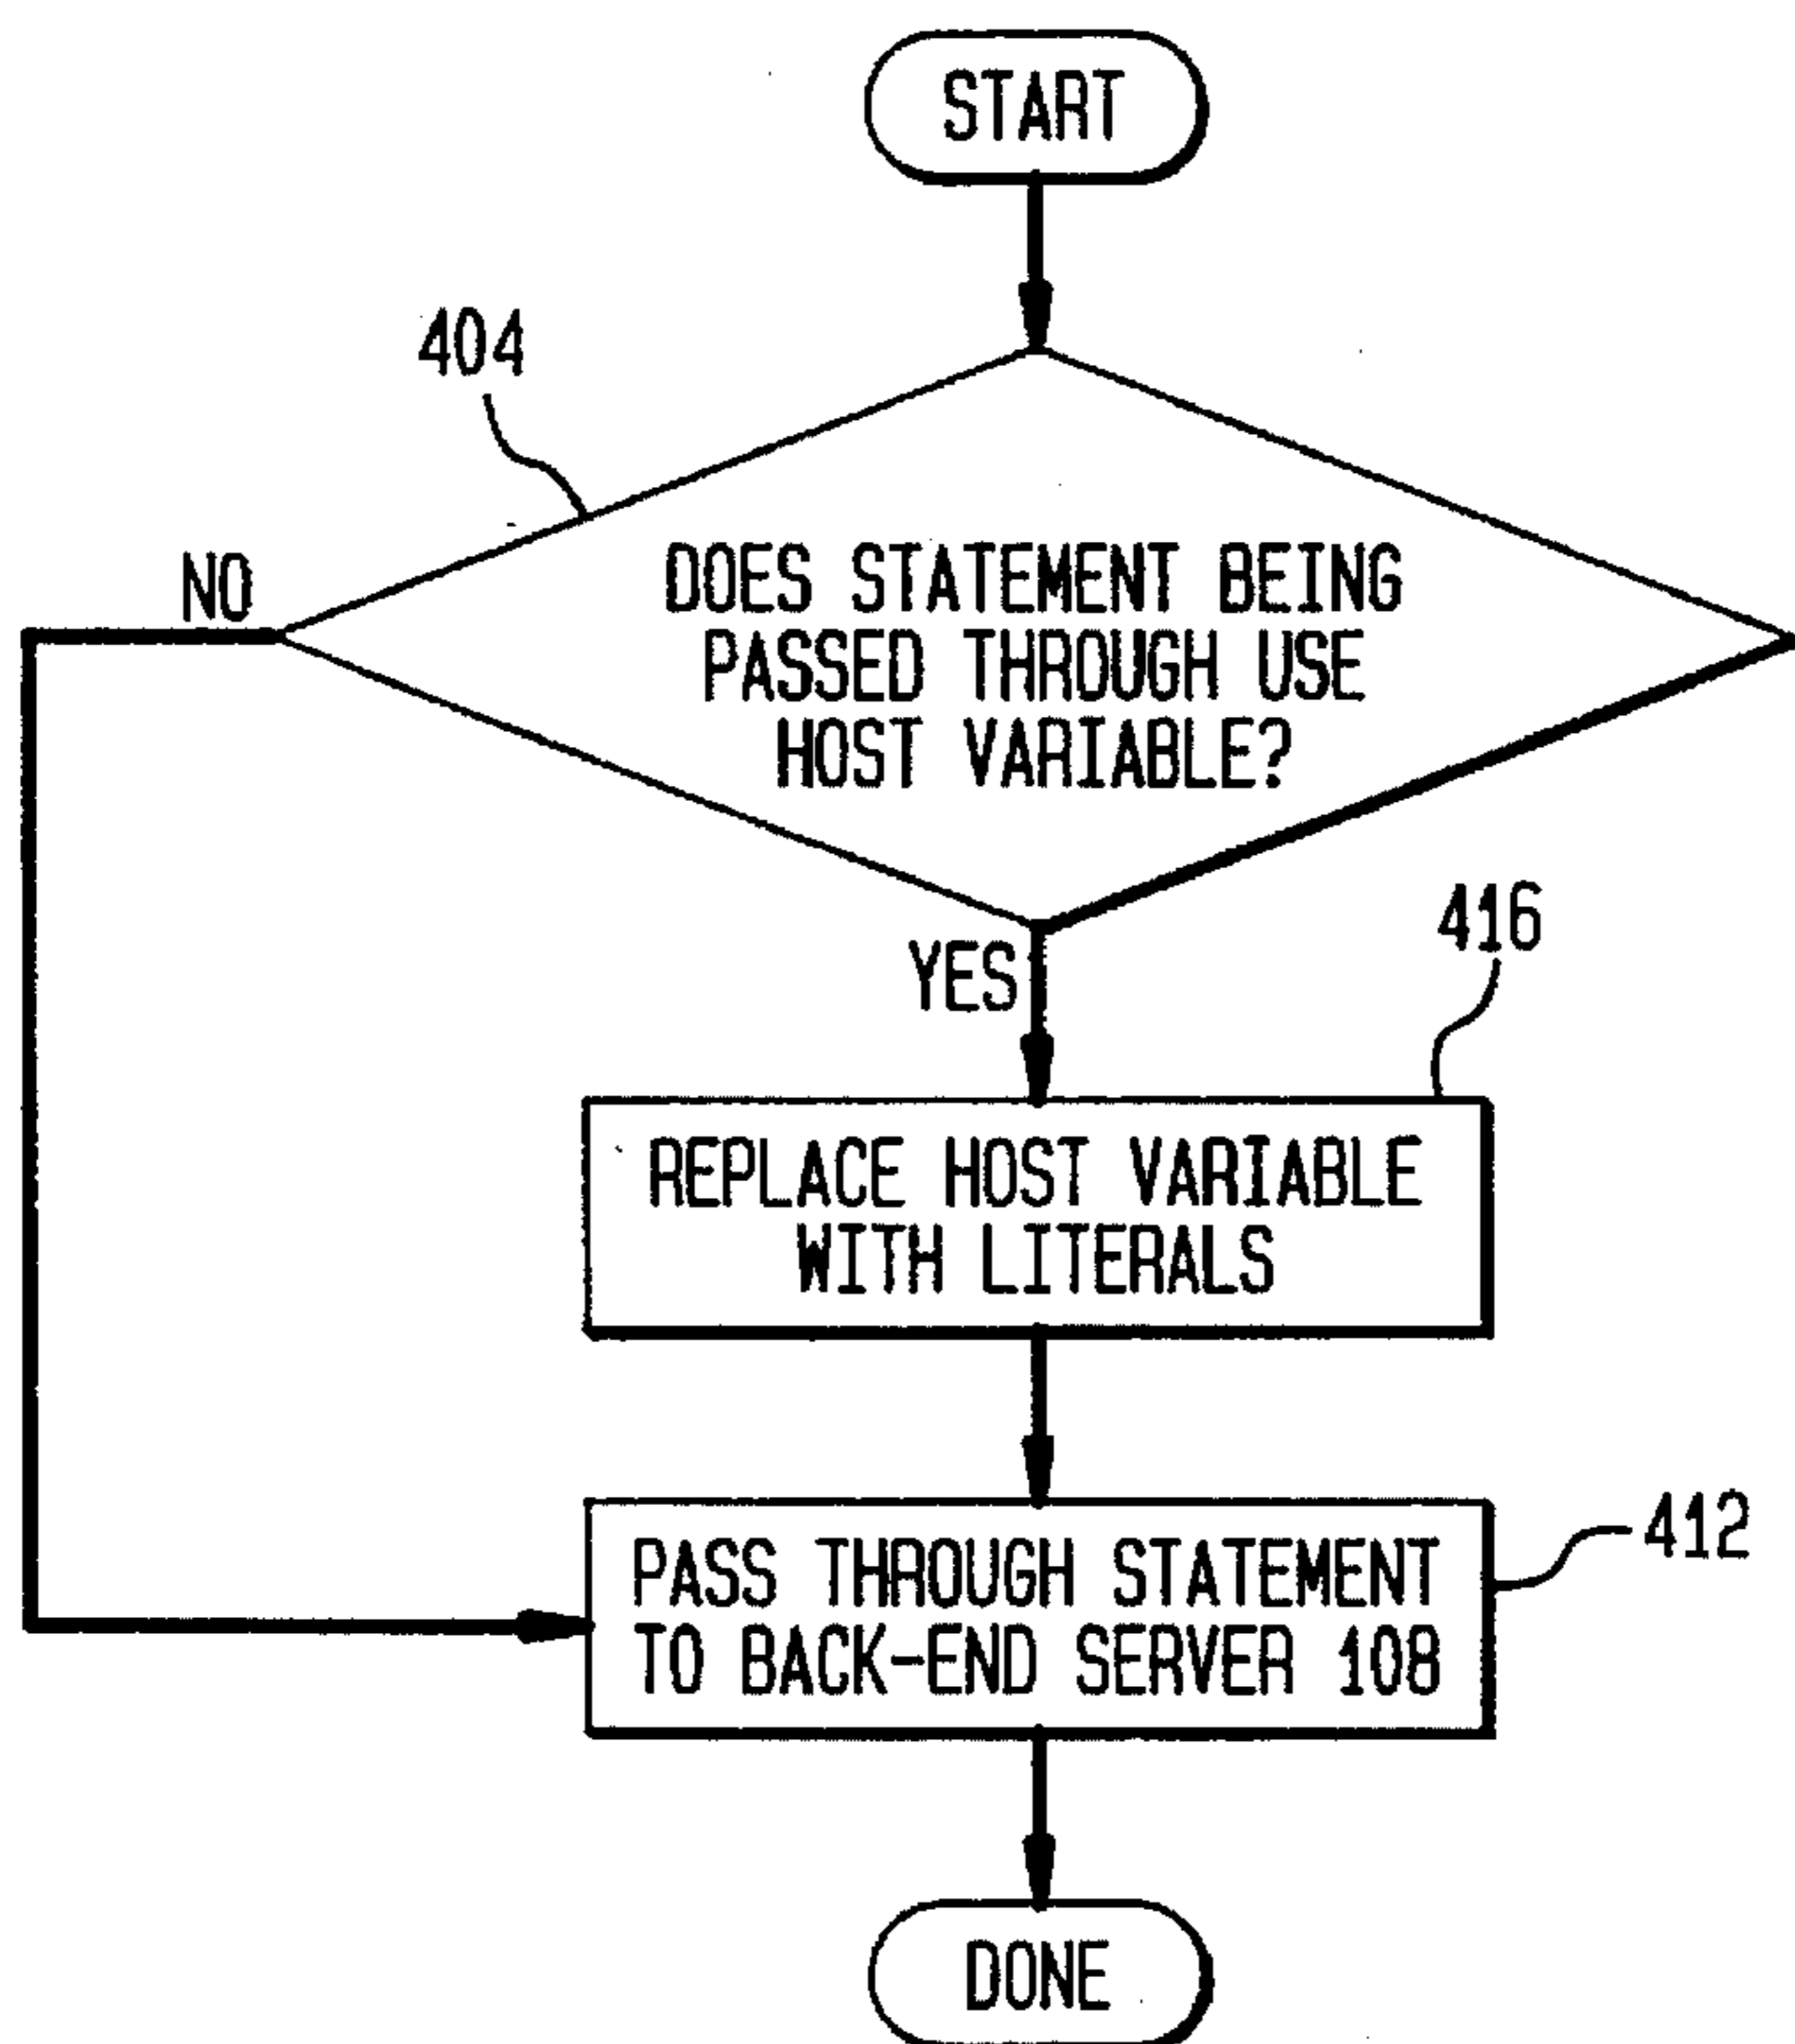 START
404
NO
DOES STATEMENT BEING
PASSED THROUGH USE
HOST VARIABLE?
YES
416
REPLACE HOST VARIABLE
WITH LITERALS
412
PASS THROUGH STATEMENT
TO BACK-END SERVER 108
DONE